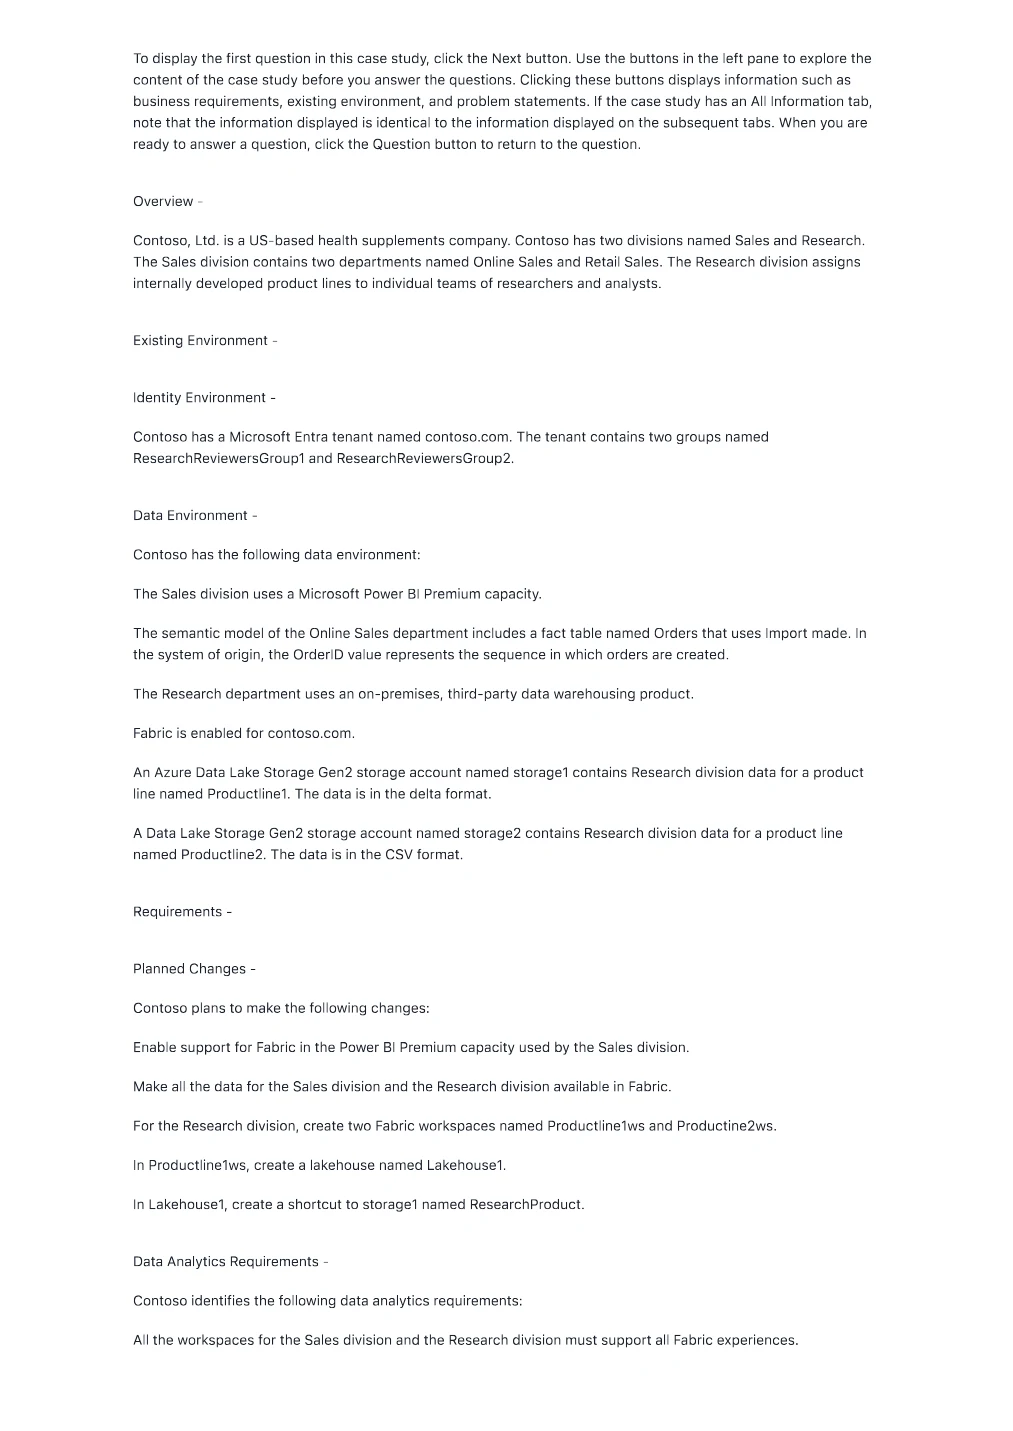 To display the first question in this case study, click the Next button. Use the buttons in the left pane to explore the
content of the case study before you answer the questions. Clicking these buttons displays information such as
business requirements, existing environment, and problem statements. If the case study has an All Information tab,
note that the information displayed is identical to the information displayed on the subsequent tabs. When you are
ready to answer a question, click the Question button to return to the question.
Overview -
Contoso, Ltd. is a US-based health supplements company. Contoso has two divisions named Sales and Research.
The Sales division contains two departments named Online Sales and Retail Sales. The Research division assigns
internally developed product lines to individual teams of researchers and analysts.
Existing Environment -
Identity Environment -
Contoso has a Microsoft Entra tenant named contoso.com. The tenant contains two groups named
ResearchReviewersGroup1 and ResearchReviewersGroup2.
Data Environment -
Contoso has the following data environment:
The Sales division uses a Microsoft Power BI Premium capacity.
The semantic model of the Online Sales department includes a fact table named Orders that uses Import made. In
the system of origin, the OrderID value represents the sequence in which orders are created.
The Research department uses an on-premises, third-party data warehousing product.
Fabric is enabled for contoso.com.
An Azure Data Lake Storage Gen2 storage account named storage1 contains Research division data for a product
line named Productline1. The data is in the delta format.
A Data Lake Storage Gen2 storage account named storage2 contains Research division data for a product line
named Productline2. The data is in the CSV format.
Requirements -
Planned Changes -
Contoso plans to make the following changes:
Enable support for Fabric in the Power BI Premium capacity used by the Sales division.
Make all the data for the Sales division and the Research division available in Fabric.
For the Research division, create two Fabric workspaces named Productline1ws and Productine2ws.
In Productline1ws, create a lakehouse named Lakehouse1.
In Lakehouse1, create a shortcut to storage1 named ResearchProduct.
Data Analytics Requirements -
Contoso identifies the following data analytics requirements:
All the workspaces for the Sales division and the Research division must support all Fabric experiences.